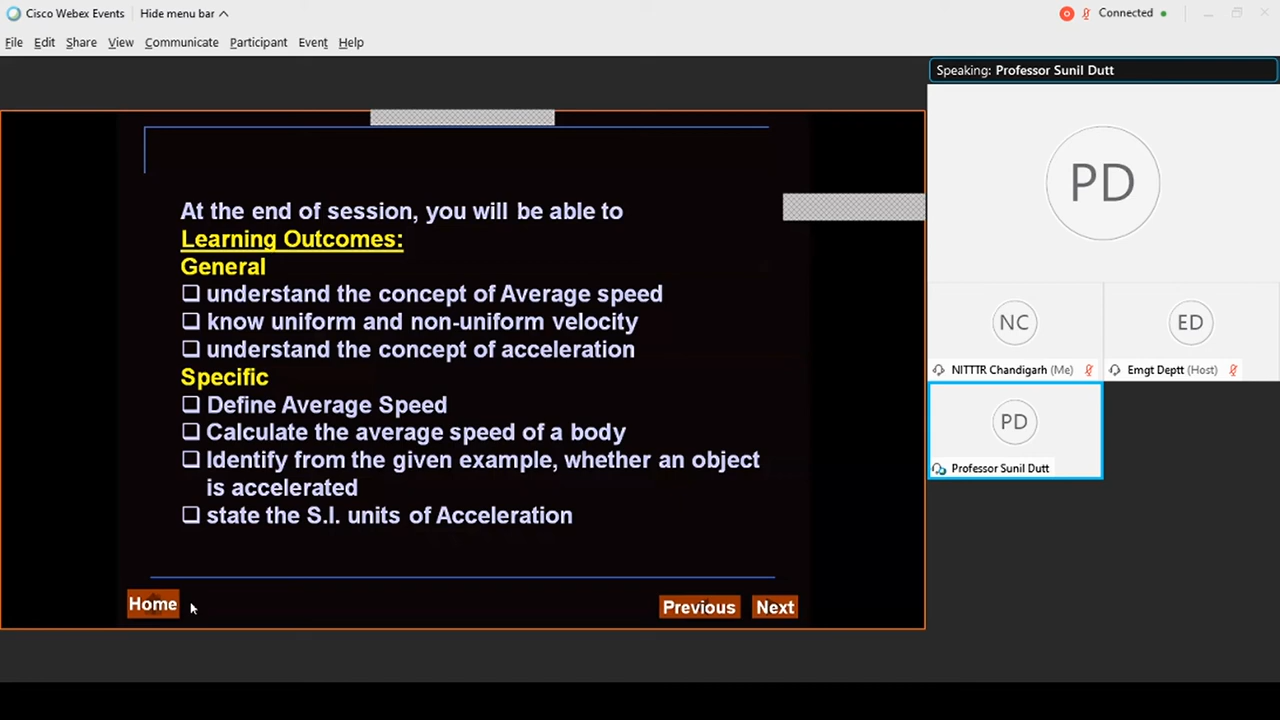 Cisco Webex Events
Hide menu bar
Connected
File Edit Share View Communicate Participant Event Help
Speaking: Professor Sunil Dutt
PD
NC
NITTTR Chandigarh (Me)
ED
Emgt Deptt (Host)
PD
Professor Sunil Dutt
At the end of session, you will be able to
Learning Outcomes:
General
❑ understand the concept of Average speed
❑ know uniform and non-uniform velocity
❑ understand the concept of acceleration
Specific
❑ Define Average Speed
❑ Calculate the average speed of a body
❑ Identify from the given example, whether an object
is accelerated
❑ state the S.I. units of Acceleration
Home
Previous
Next